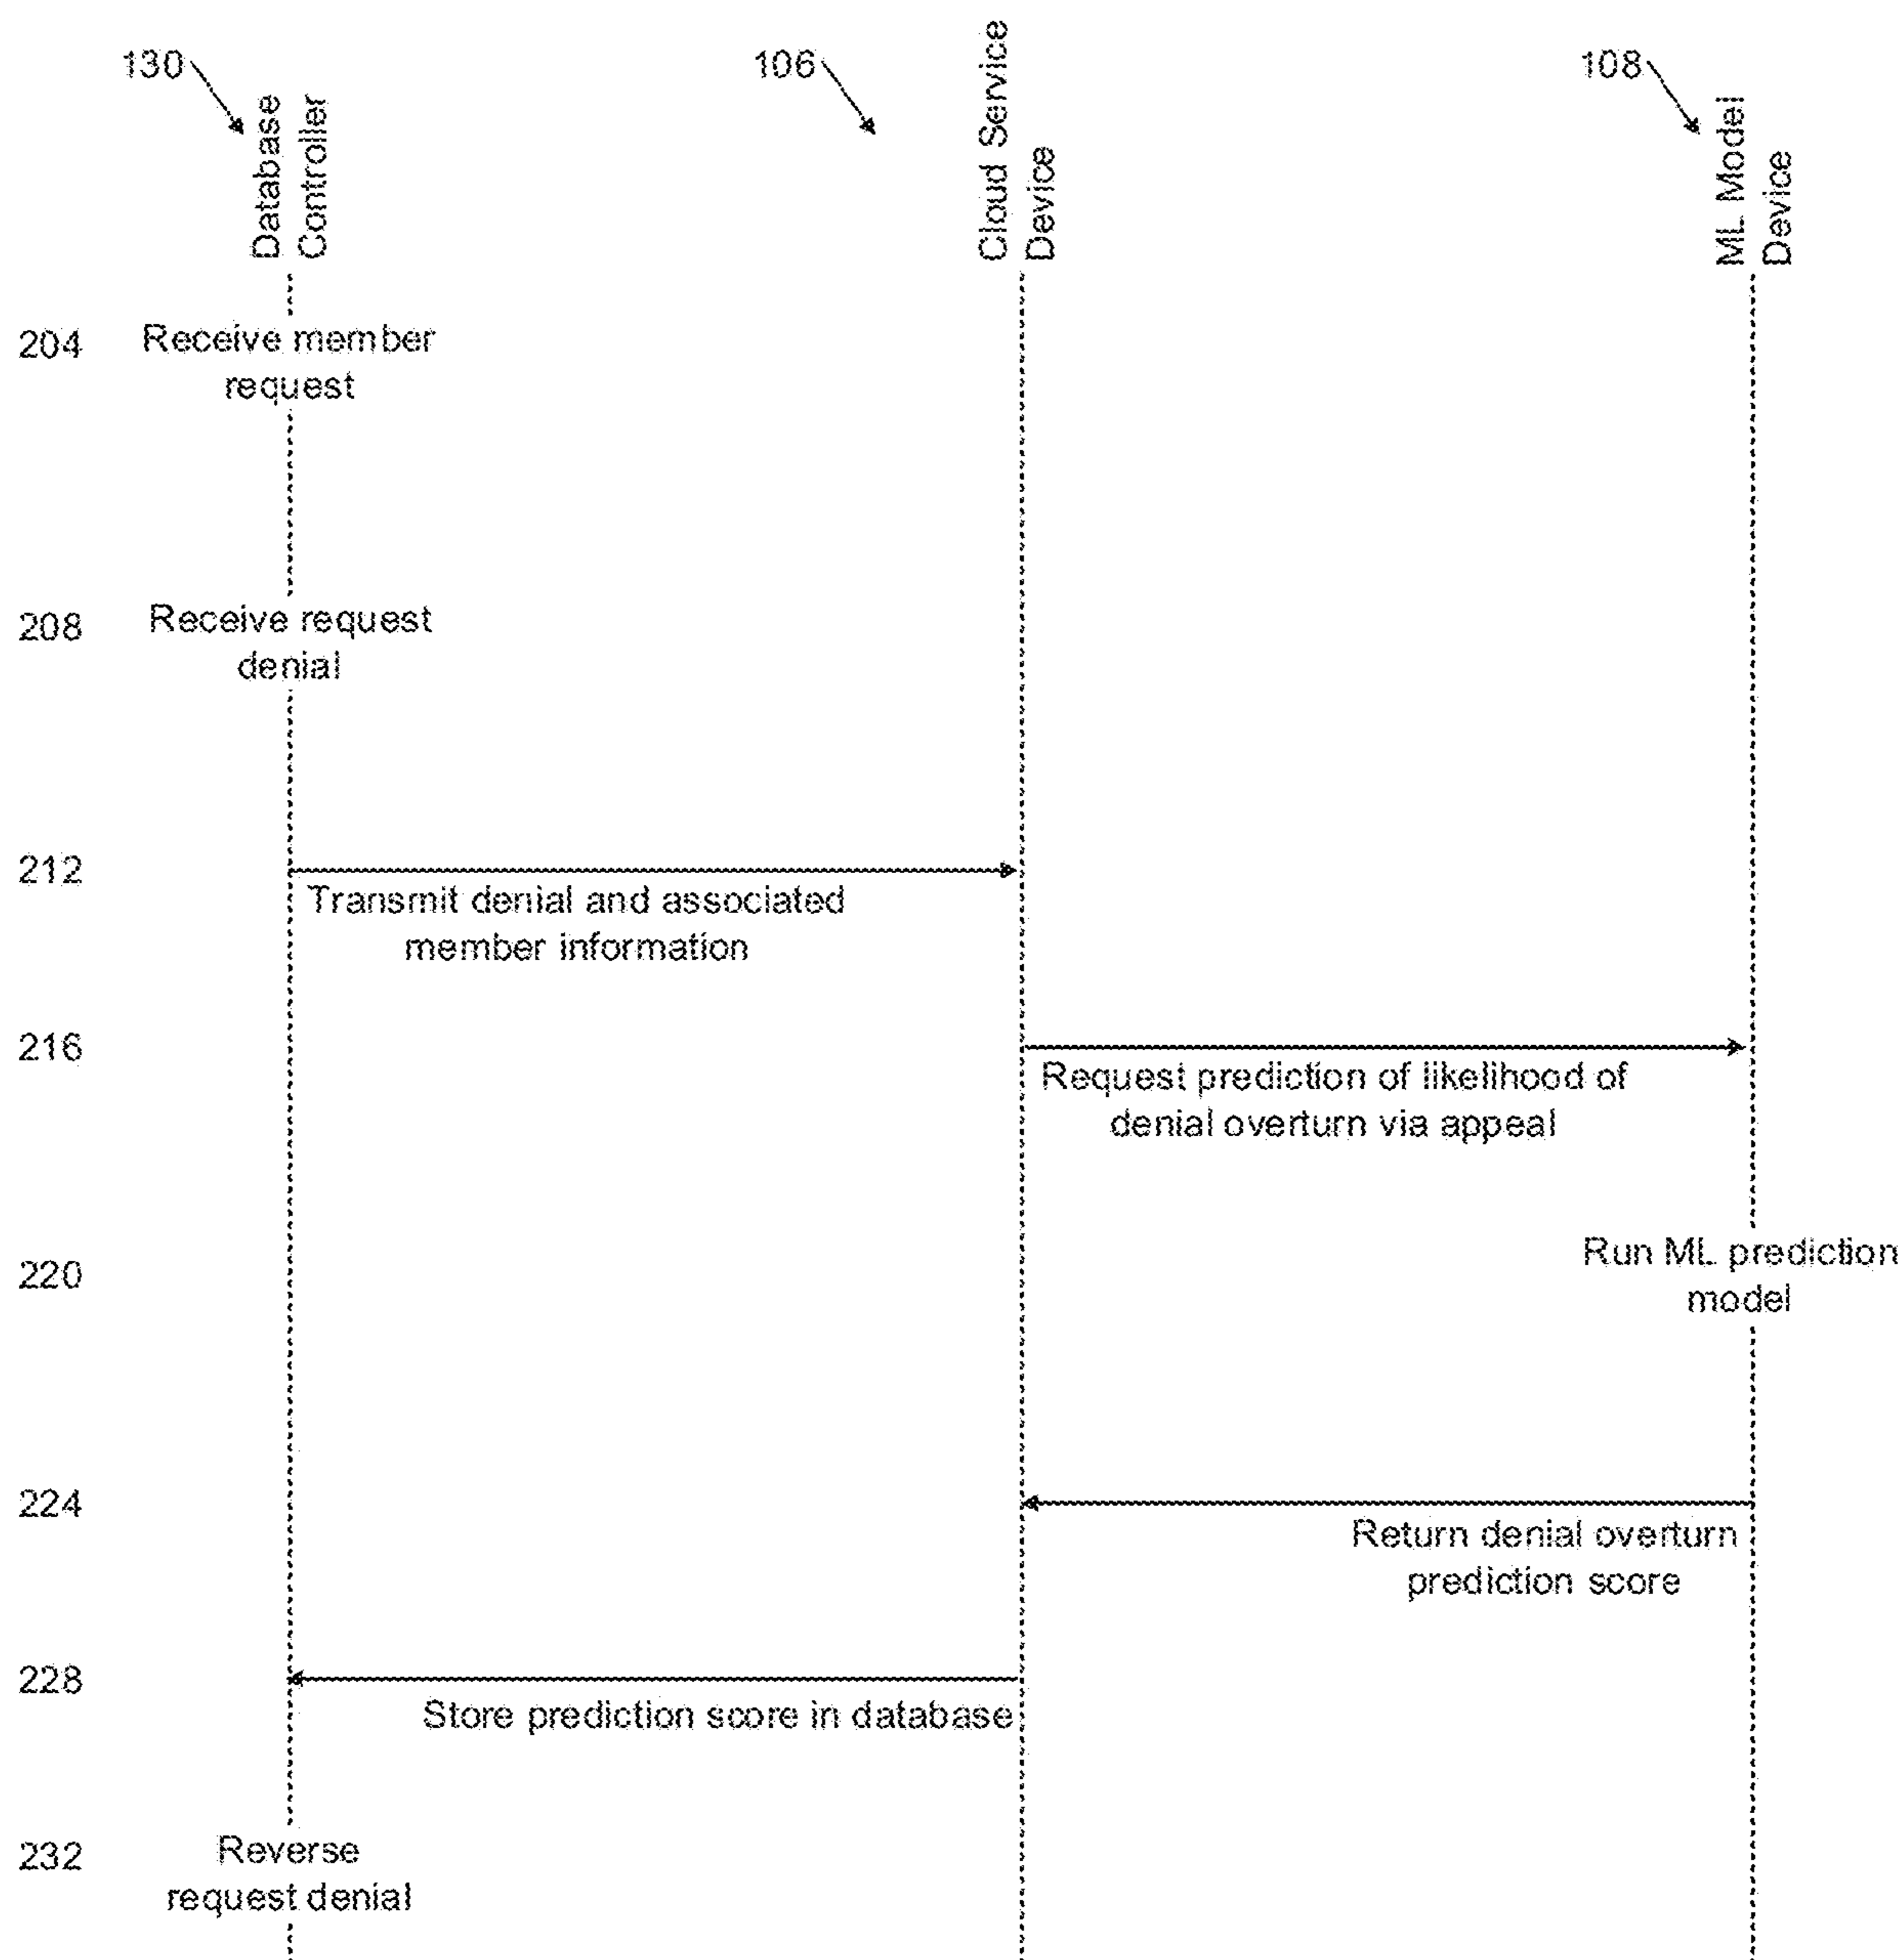 130
106
108
Database
Controller
Cloud Service
Device
ML Model
Device
204
Receive member
request
208
Receive request
denial
212
Transmit denial and associated
member information
216
Request prediction of likelihood of
denial overturn via appeal
220
Run ML prediction
model
224
Return denial overturn
prediction score
228
Store prediction score in database
232
Reverse
request denial